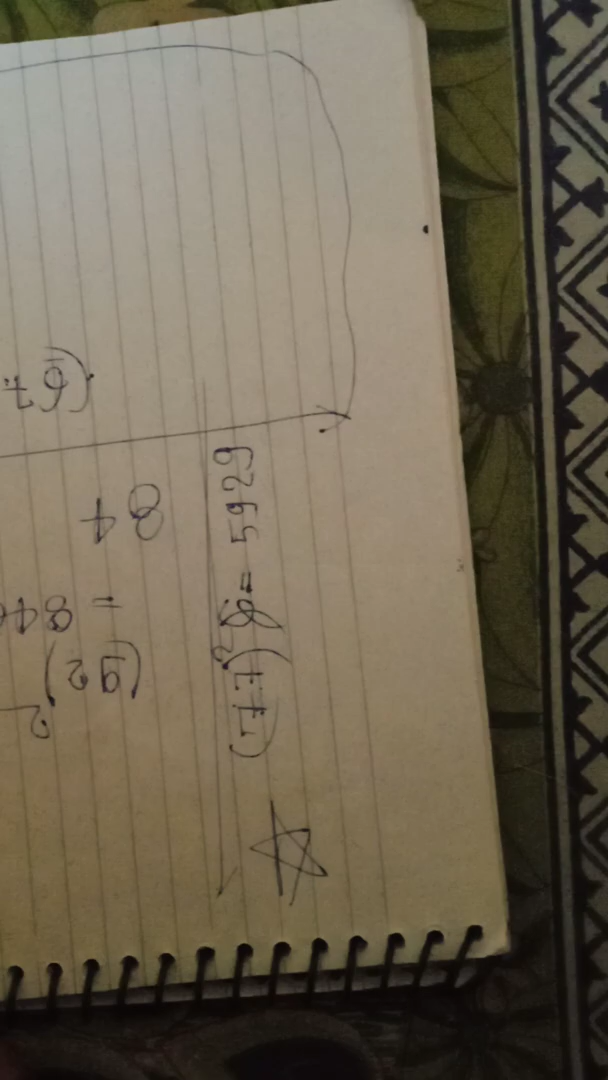 (77)² = 5929
(92)²
= 84
84
(67